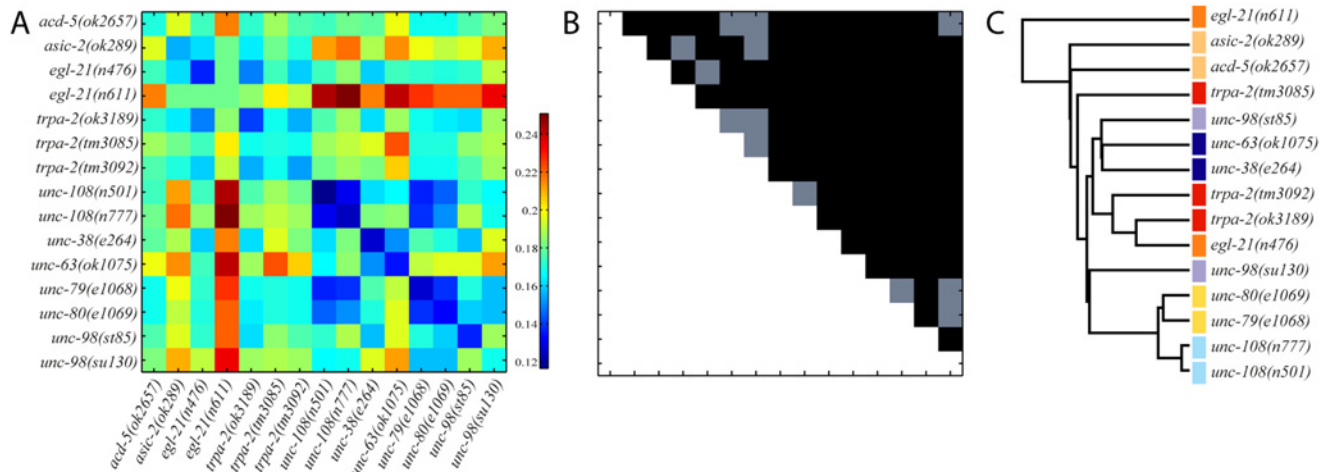 A
acd-5(ok2657)
asic-2(ok289)
egl-21(n476)
egl-21(n611)
trpa-2(ok3189)
trpa-2(tm3085)
trpa-2(tm3092)
unc-108(n501)
unc-108(n777)
unc-38(e264)
unc-63(ok1075)
unc-79(e1068)
unc-80(e1069)
unc-98(st85)
unc-98(su130)
acd-5(ok2657)
asic-2(ok289)
egl-21(n476)
egl-21(n611)
trpa-2(ok3189)
trpa-2(tm3085)
trpa-2(tm3092)
unc-108(n501)
unc-108(n777)
unc-38(e264)
unc-63(ok1075)
unc-79(e1068)
unc-80(e1069)
unc-98(st85)
unc-98(su130)
0.24
0.22
0.2
0.18
0.16
0.14
0.12
B
C
egl-21(n611)
asic-2(ok289)
acd-5(ok2657)
trpa-2(tm3085)
unc-98(st85)
unc-63(ok1075)
unc-38(e264)
trpa-2(tm3092)
trpa-2(ok3189)
egl-21(n476)
unc-98(su130)
unc-80(e1069)
unc-79(e1068)
unc-108(n777)
unc-108(n501)